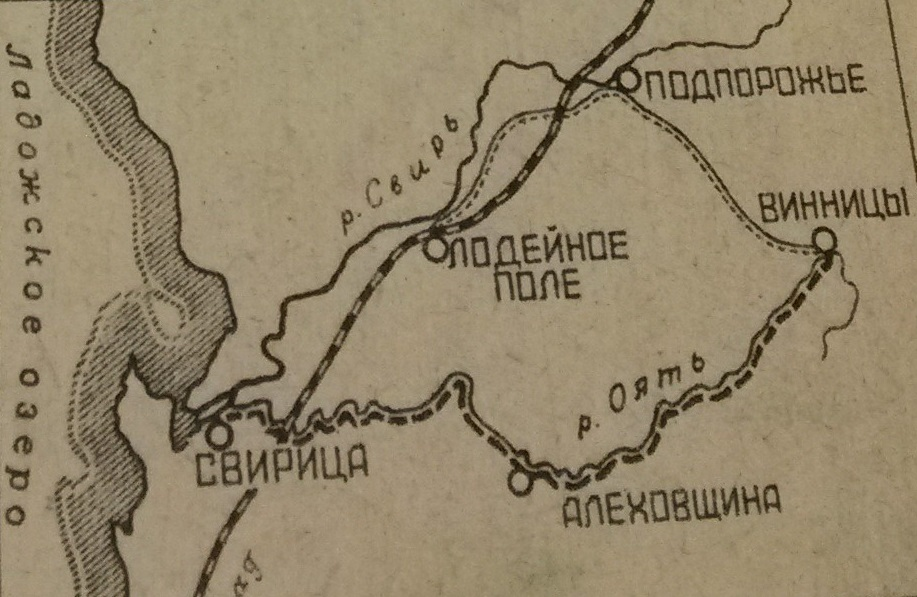 Ладожское озеро
р. Свирь
ПОДПОРОЖЬЕ
ВИННИЦЫ
ЛОДЕЙНОЕ
ПОЛЕ
р. Оять
СВИРИЦА
АЛЕХОВЩИНА